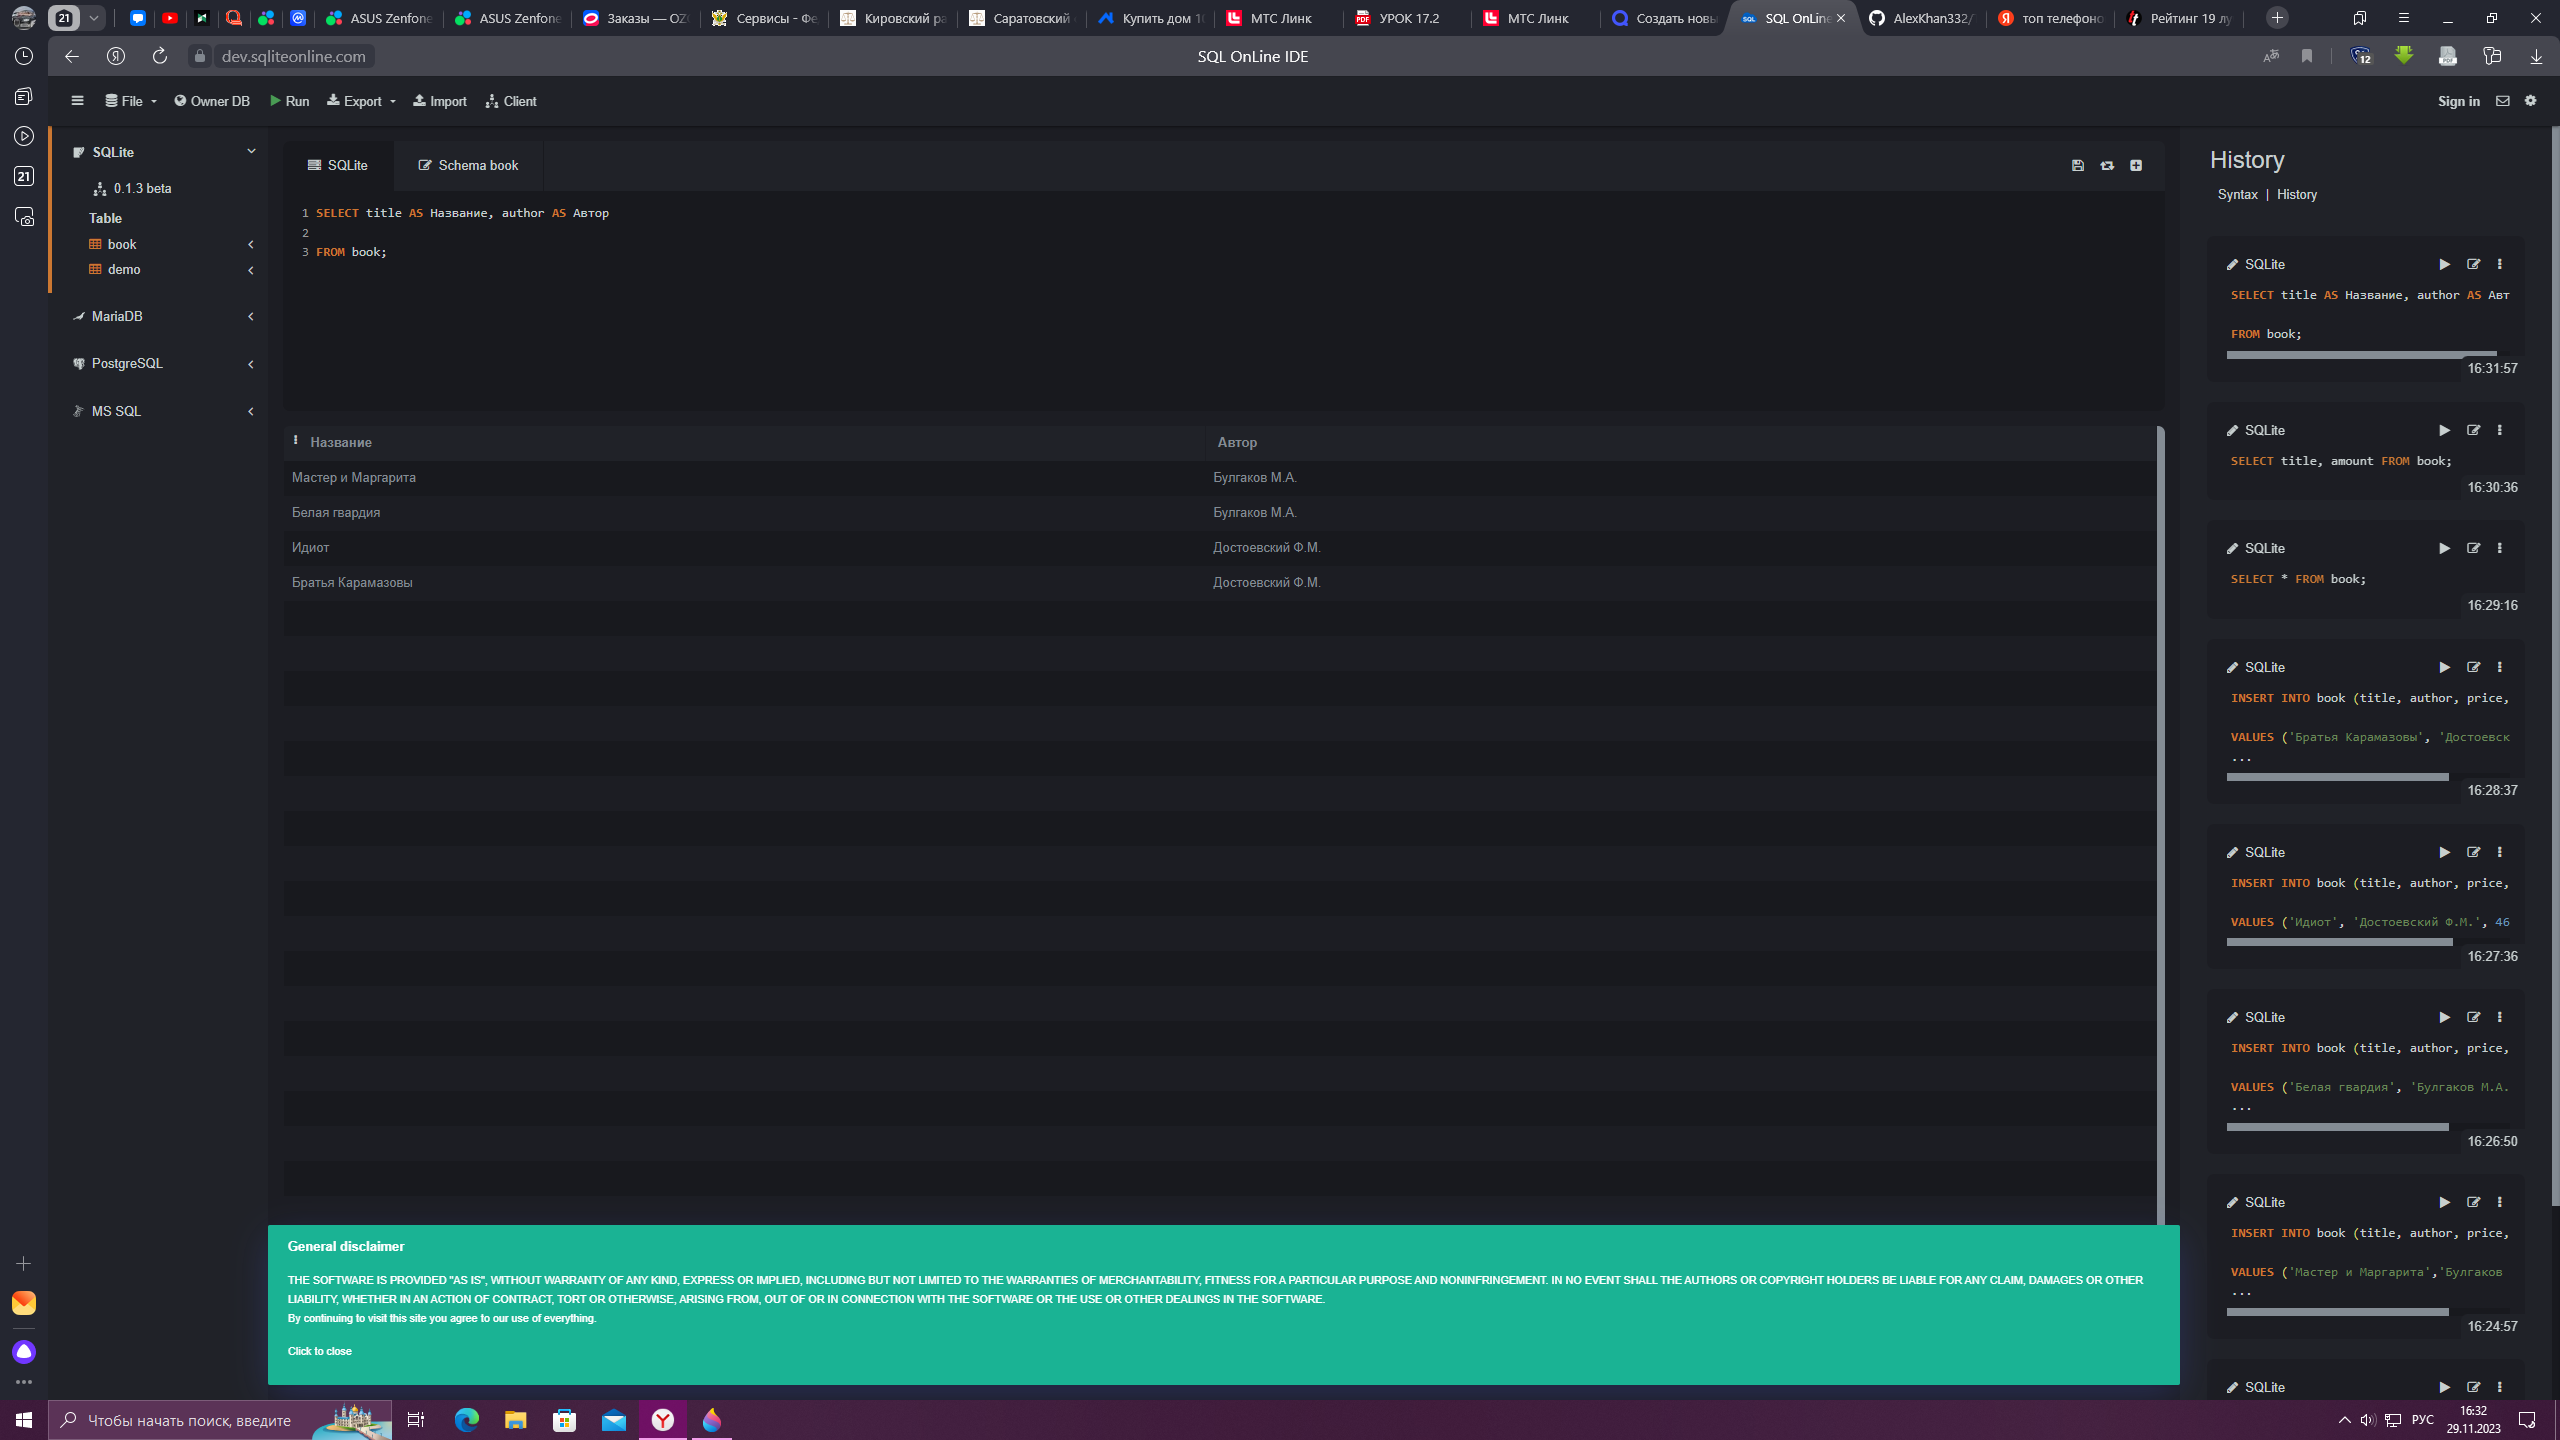 21
ASUS Zenfone
ASUS Zenfone
Заказы — OZ
Сервисы - Фе
Кировский ра
Саратовский
Купить дом 10
МТС Линк
УРОК 17.2
МТС Линк
Создать новы
SQL OnLine
AlexKhan332/
топ телефоно
Рейтинг 19 лу
dev.sqliteonline.com
SQL OnLine IDE
12
File
Owner DB
Run
Export
Import
Client
Sign in
21
SQLite
0.1.3 beta
Table
book
demo
MariaDB
PostgreSQL
MS SQL
SQLite
Schema book
1 SELECT title AS Название, author AS Автор
2
3 FROM book;
Название Автор
Мастер и Маргарита Булгаков М.А.
Белая гвардия Булгаков М.А.
Идиот Достоевский Ф.М.
Братья Карамазовы Достоевский Ф.М.
History
Syntax | History
SQLite
SELECT title AS Название, author AS Авт
FROM book;
16:31:57
SQLite
SELECT title, amount FROM book;
16:30:36
SQLite
SELECT * FROM book;
16:29:16
SQLite
INSERT INTO book (title, author, price,
VALUES ('Братья Карамазовы', 'Достоевск
...
16:28:37
SQLite
INSERT INTO book (title, author, price,
VALUES ('Идиот', 'Достоевский Ф.М.', 46
16:27:36
SQLite
INSERT INTO book (title, author, price,
VALUES ('Белая гвардия', 'Булгаков М.А.
...
16:26:50
SQLite
INSERT INTO book (title, author, price,
VALUES ('Мастер и Маргарита','Булгаков
...
16:24:57
SQLite
General disclaimer
THE SOFTWARE IS PROVIDED "AS IS", WITHOUT WARRANTY OF ANY KIND, EXPRESS OR IMPLIED, INCLUDING BUT NOT LIMITED TO THE WARRANTIES OF MERCHANTABILITY, FITNESS FOR A PARTICULAR PURPOSE AND NONINFRINGEMENT. IN NO EVENT SHALL THE AUTHORS OR COPYRIGHT HOLDERS BE LIABLE FOR ANY CLAIM, DAMAGES OR OTHER
LIABILITY, WHETHER IN AN ACTION OF CONTRACT, TORT OR OTHERWISE, ARISING FROM, OUT OF OR IN CONNECTION WITH THE SOFTWARE OR THE USE OR OTHER DEALINGS IN THE SOFTWARE.
By continuing to visit this site you agree to our use of everything.
Click to close
Чтобы начать поиск, введите
РУС
16:32
29.11.2023